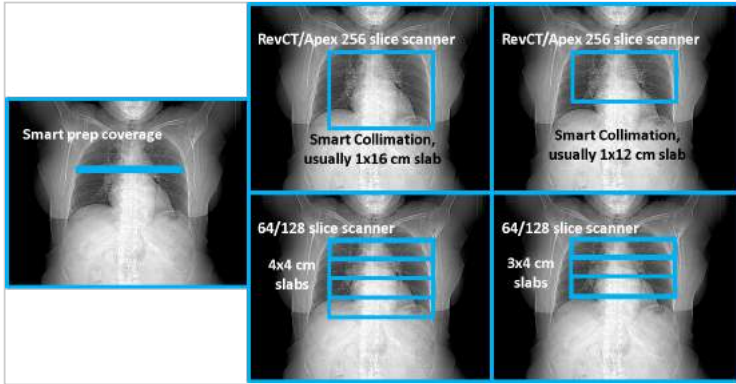 Smart prep coverage
RevCT/Apex 256 slice scanner
Smart Collimation,
usually 1x16 cm slab
RevCT/Apex 256 slice scanner
Smart Collimation,
usually 1x12 cm slab
64/128 slice scanner
4x4 cm
slabs
64/128 slice scanner
3x4 cm
slabs